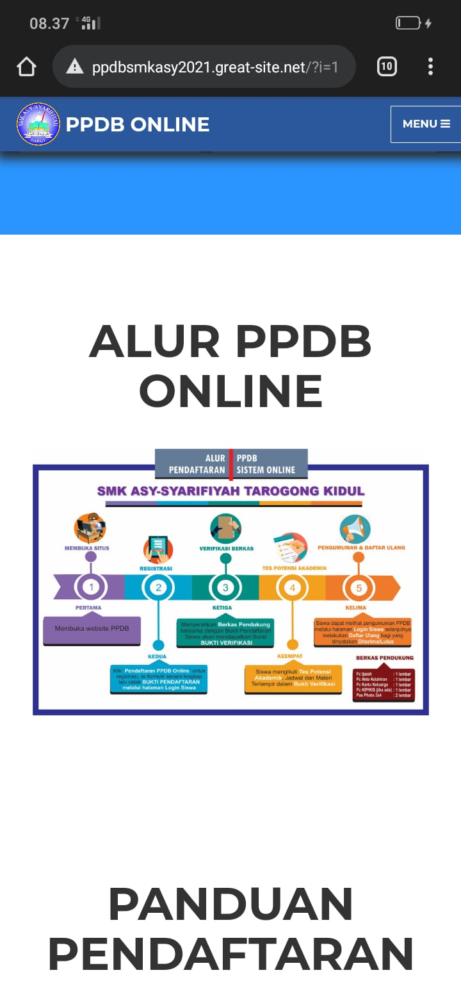 08.37 4G
ppdbsmkasy2021.great-site.net/?i=1
10
SMK ASY-SYARIFIYAH
GARUT
PPDB ONLINE
MENU
ALUR PPDB
ONLINE
ALUR PPDB
PENDAFTARAN SISTEM ONLINE
SMK ASY-SYARIFIYAH TAROGONG KIDUL
MEMBUKA SITUS
REGISTRASI
VERIFIKASI BERKAS
TES POTENSI AKADEMIK
PENGUMUMAN & DAFTAR ULANG
1 2 3 4 5
PERTAMA
Membuka website PPDB
KEDUA
Klik "Pendaftaran PPDB Online" untuk
registrasi, isi formulir secara lengkap
lalu cetak BUKTI PENDAFTARAN
melalui halaman Login Siswa
KETIGA
Menyerahkan Berkas Pendukung
bersama dengan Bukti Pendaftaran
Siswa akan mendapatkan Surat
BUKTI VERIFIKASI
KEEMPAT
Siswa mengikuti Tes Potensi
Akademik, Jadwal dan Materi
Terlampir dalam Bukti Verifikasi
KELIMA
Siswa dapat melihat pengumuman PPDB
melalui halaman Login Siswa selanjutnya
melakukan Daftar Ulang bagi yang
dinyatakan Diterima/Lulus
BERKAS PENDUKUNG
Fc Ijazah : 1 lembar
Fc Akte Kelahiran : 1 lembar
Fc Kartu Keluarga : 1 lembar
Fc KIP/KIS (jika ada) : 1 lembar
Pas Photo 3x4 : 2 lembar
PANDUAN
PENDAFTARAN